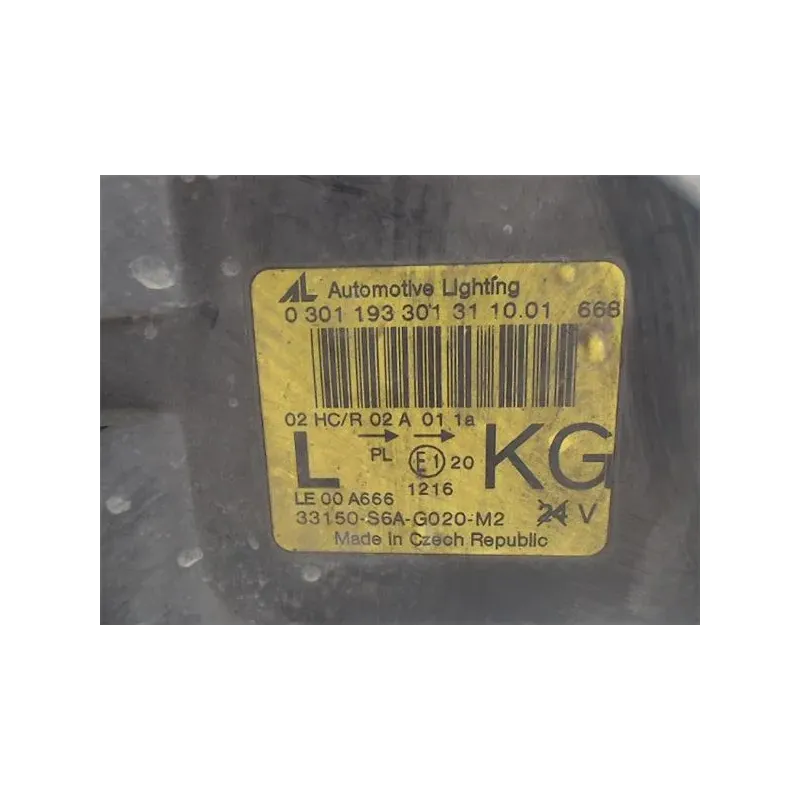 AL Automotive Lighting
0 301 193 301 31 10.01 668
02 HC/R 02 A 01 1a
L PL E1 20 KG
1216
LE 00 A666
33150-S6A-G020-M2 24 V
Made in Czech Republic